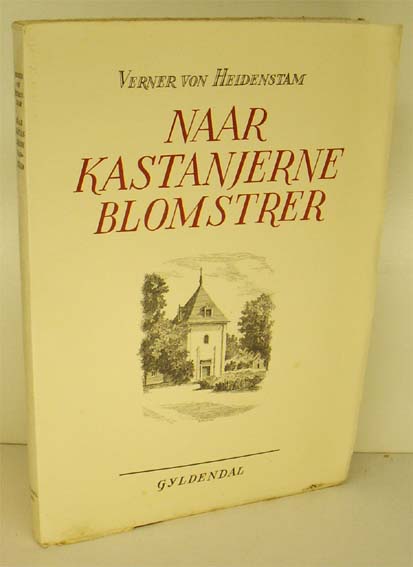 VERNER VON HEIDENSTAM
NAAR
KASTANJERNE
BLOMSTRER
GYLDENDAL